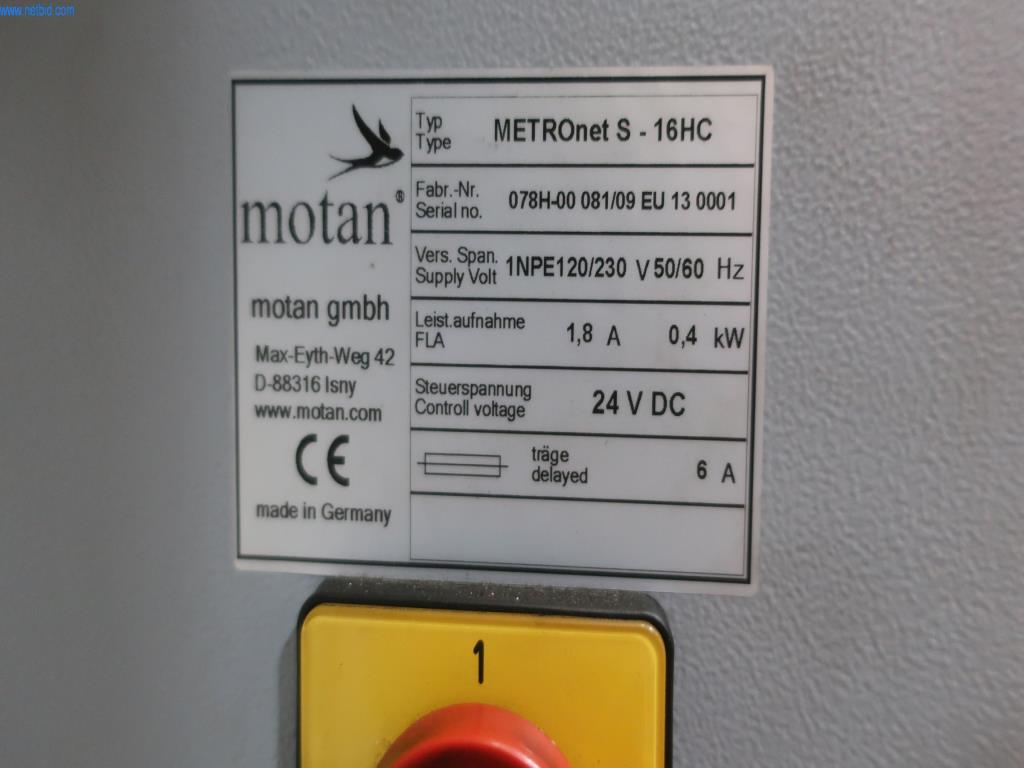 www.netbid.com
motan®
motan gmbh
Max-Eyth-Weg 42
D-88316 Isny
www.motan.com
CE
made in Germany
Typ
Type
METROnet S - 16HC
Fabr.-Nr.
Serial no.
078H-00 081/09 EU 13 0001
Vers. Span.
Supply Volt
1NPE120/230 V 50/60 Hz
Leist.aufnahme
FLA
1,8 A 0,4 kW
Steuerspannung
Controll voltage
24 V DC
träge
delayed
6 A
1